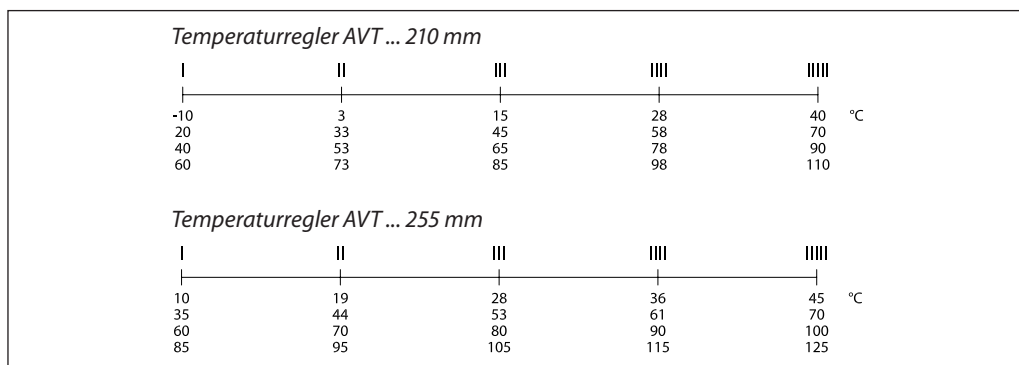 Temperaturregler AVT ... 210 mm
I II III IIII IIIII
-10 3 15 28 40 °C
20 33 45 58 70
40 53 65 78 90
60 73 85 98 110
Temperaturregler AVT ... 255 mm
I II III IIII IIIII
10 19 28 36 45 °C
35 44 53 61 70
60 70 80 90 100
85 95 105 115 125